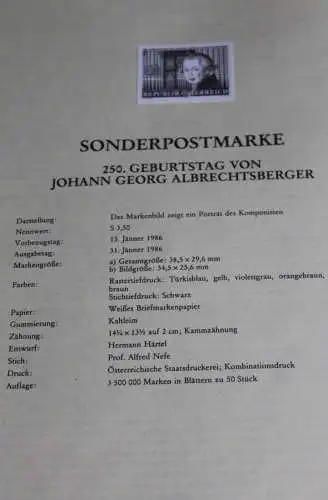 REPUBLIK ÖSTERREICH
SONDERPOSTMARKE
250. GEBURTSTAG VON
JOHANN GEORG ALBRECHTSBERGER
Darstellung: Das Markenbild zeigt ein Porträt des Komponisten
Nennwert: S 3,50
Vorbezugstag: 13. Jänner 1986
Ausgabetag: 31. Jänner 1986
Markengröße: a) Gesamtgröße: 38,5 × 29,6 mm
b) Bildgröße: 34,5 × 25,6 mm
Farben: Rastertiefdruck: Türkisblau, gelb, violettgrau, orangebraun,
braun
Stichtiefdruck: Schwarz
Papier: Weißes Briefmarkenpapier
Gummierung: Kaltleim
Zähnung: 14¼ × 13½ auf 2 cm; Kammzähnung
Entwurf: Hermann Härtel
Stich: Prof. Alfred Nefe
Druck: Österreichische Staatsdruckerei; Kombinationsdruck
Auflage: 3 500 000 Marken in Blättern zu 50 Stück